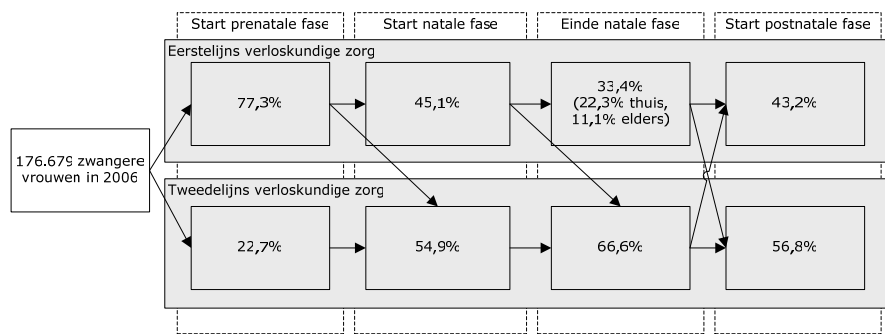 Start prenatale fase
Start natale fase
Einde natale fase
Start postnatale fase
Eerstelijns verloskundige zorg
77,3%
45,1%
33,4%
(22,3% thuis,
11,1% elders)
43,2%
176.679 zwangere
vrouwen in 2006
Tweedelijns verloskundige zorg
22,7%
54,9%
66,6%
56,8%